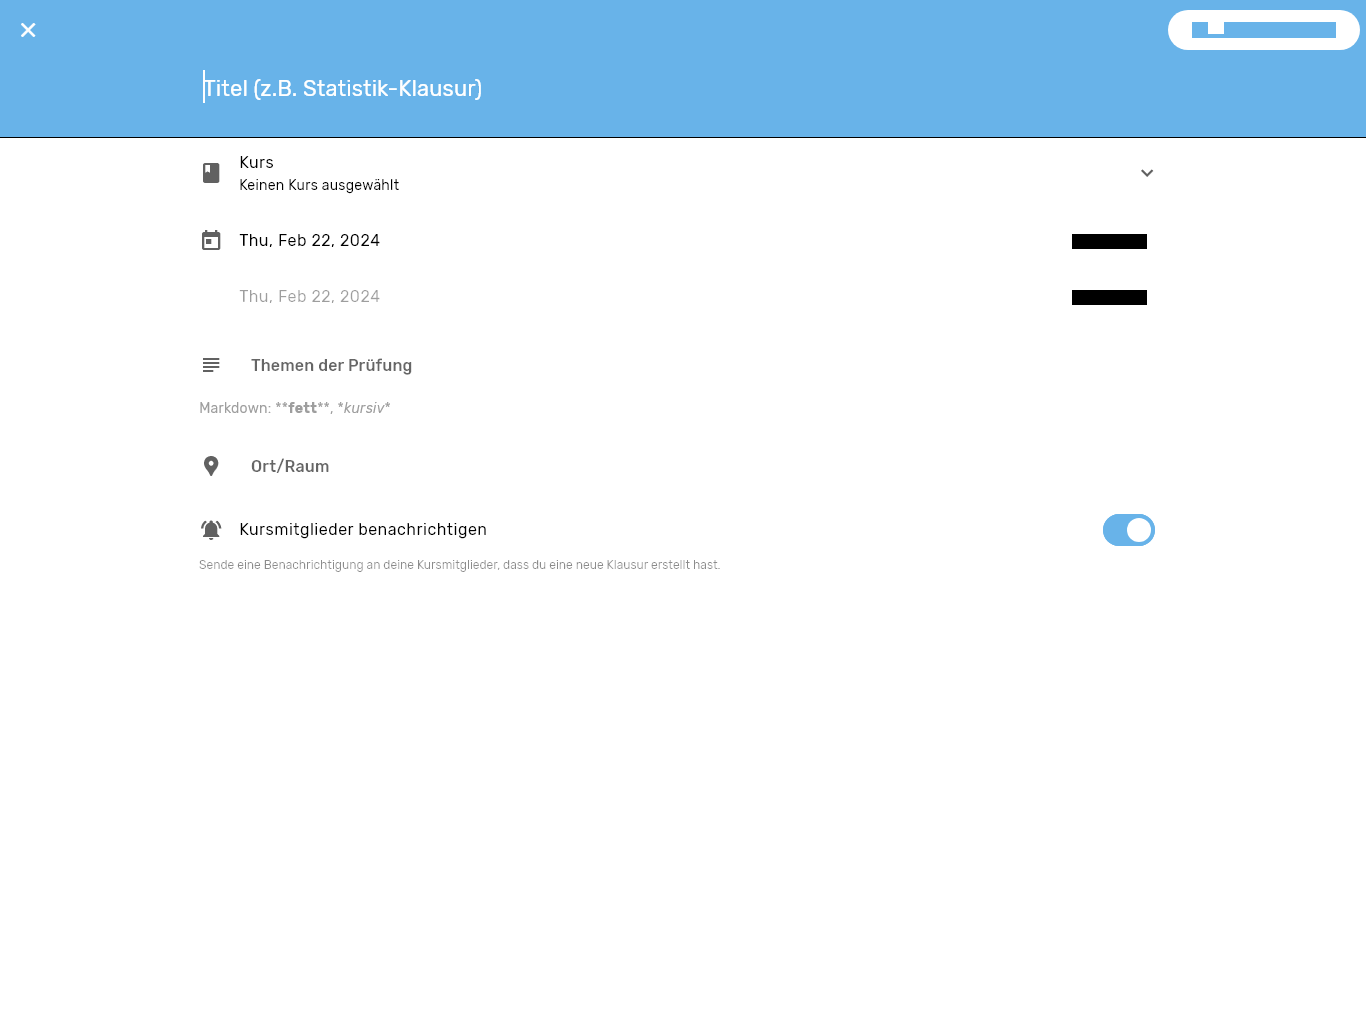 Titel (z.B. Statistik-Klausur)
Kurs
Keinen Kurs ausgewählt
Thu, Feb 22, 2024
Thu, Feb 22, 2024
Themen der Prüfung
Markdown: **fett**, *kursiv*
Ort/Raum
Kursmitglieder benachrichtigen
Sende eine Benachrichtigung an deine Kursmitglieder, dass du eine neue Klausur erstellt hast.